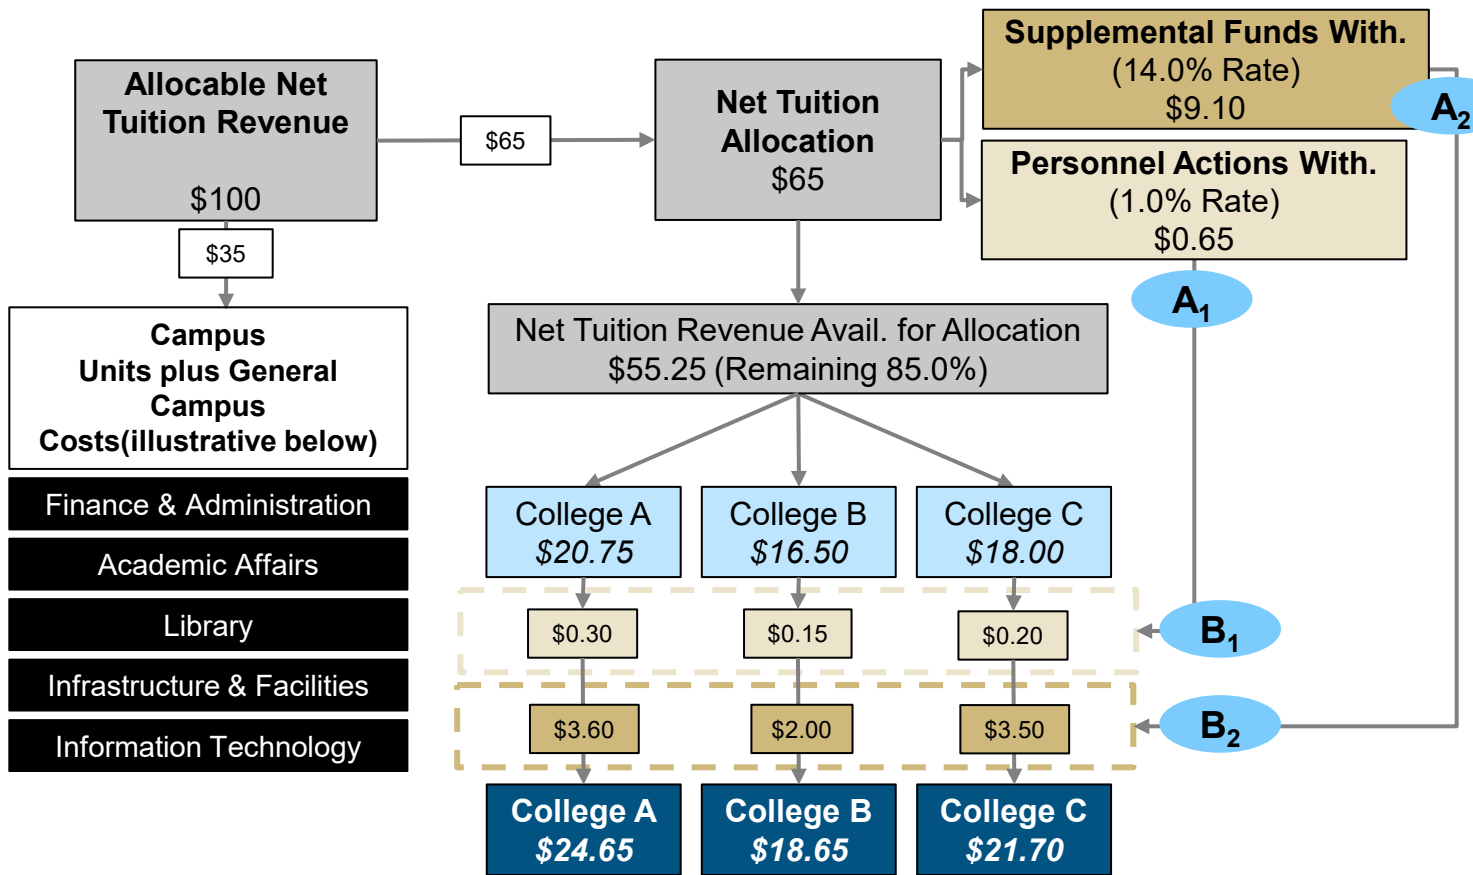 Allocable Net
Tuition Revenue
$100
$65
Net Tuition
Allocation
$65
Supplemental Funds With.
(14.0% Rate)
$9.10
A2
Personnel Actions With.
(1.0% Rate)
$0.65
A1
$35
Campus
Units plus General
Campus
Costs(illustrative below)
Finance & Administration
Academic Affairs
Library
Infrastructure & Facilities
Information Technology
Net Tuition Revenue Avail. for Allocation
$55.25 (Remaining 85.0%)
College A
$20.75
College B
$16.50
College C
$18.00
$0.30
$0.15
$0.20
B1
$3.60
$2.00
$3.50
B2
College A
$24.65
College B
$18.65
College C
$21.70